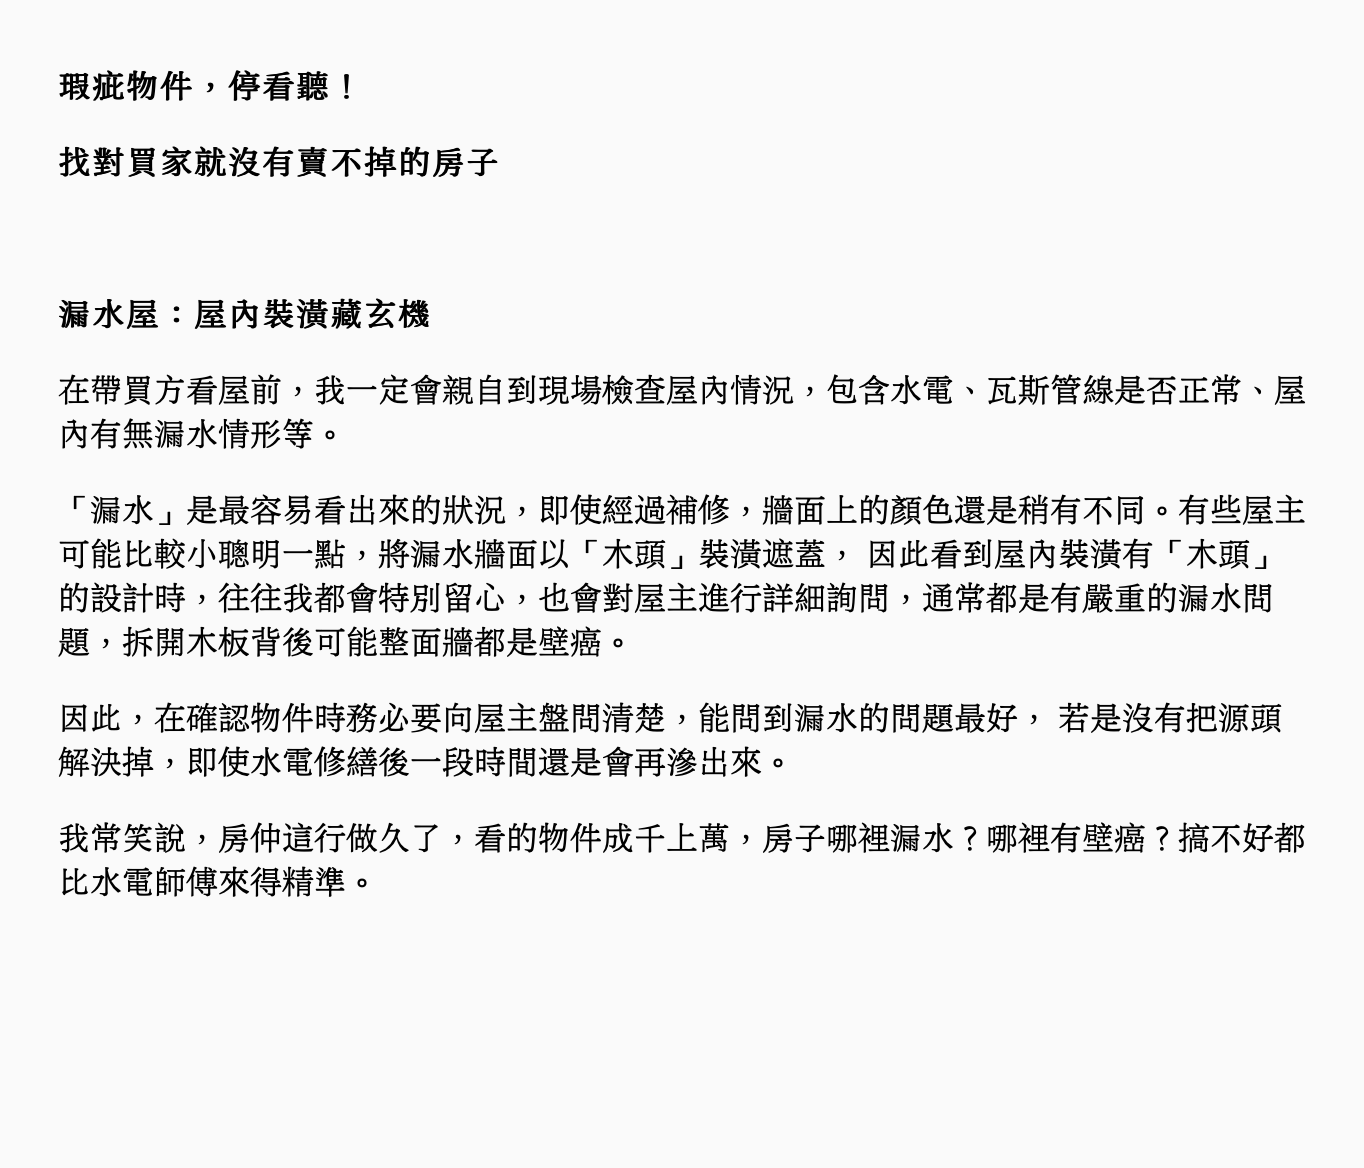 瑕疵物件，停看聽！
找對買家就沒有賣不掉的房子
漏水屋：屋內裝潢藏玄機
在帶買方看屋前，我一定會親自到現場檢查屋內情況，包含水電、瓦斯管線是否正常、屋
內有無漏水情形等。
「漏水」是最容易看出來的狀況，即使經過補修，牆面上的顏色還是稍有不同。有些屋主
可能比較小聰明一點，將漏水牆面以「木頭」裝潢遮蓋， 因此看到屋內裝潢有「木頭」
的設計時，往往我都會特別留心，也會對屋主進行詳細詢問，通常都是有嚴重的漏水問
題，拆開木板背後可能整面牆都是壁癌。
因此，在確認物件時務必要向屋主盤問清楚，能問到漏水的問題最好， 若是沒有把源頭
解決掉，即使水電修繕後一段時間還是會再滲出來。
我常笑說，房仲這行做久了，看的物件成千上萬，房子哪裡漏水？哪裡有壁癌？搞不好都
比水電師傅來得精準。